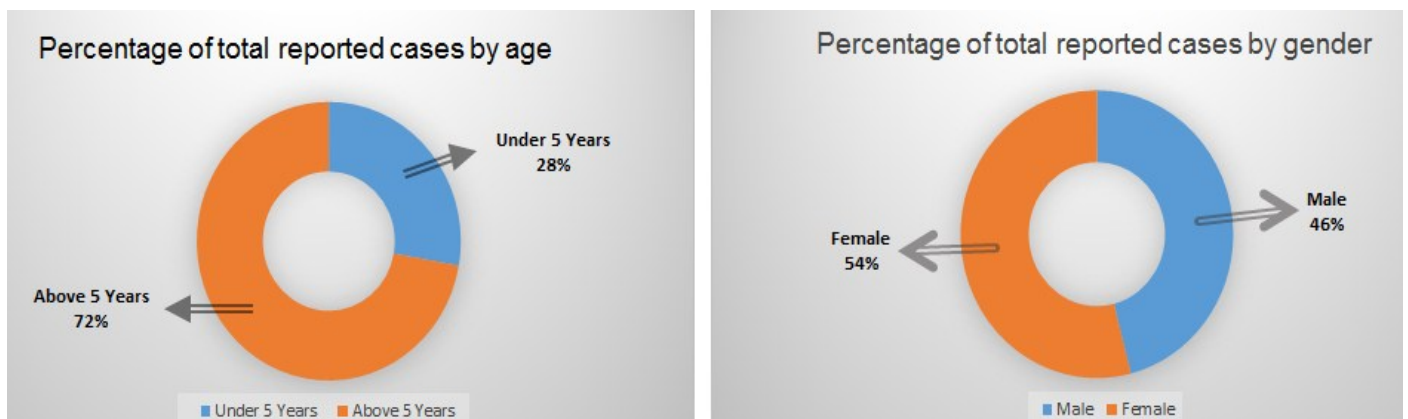 Percentage of total reported cases by age
Under 5 Years
28%
Above 5 Years
72%
Under 5 Years Above 5 Years
Percentage of total reported cases by gender
Male
46%
Female
54%
Male Female